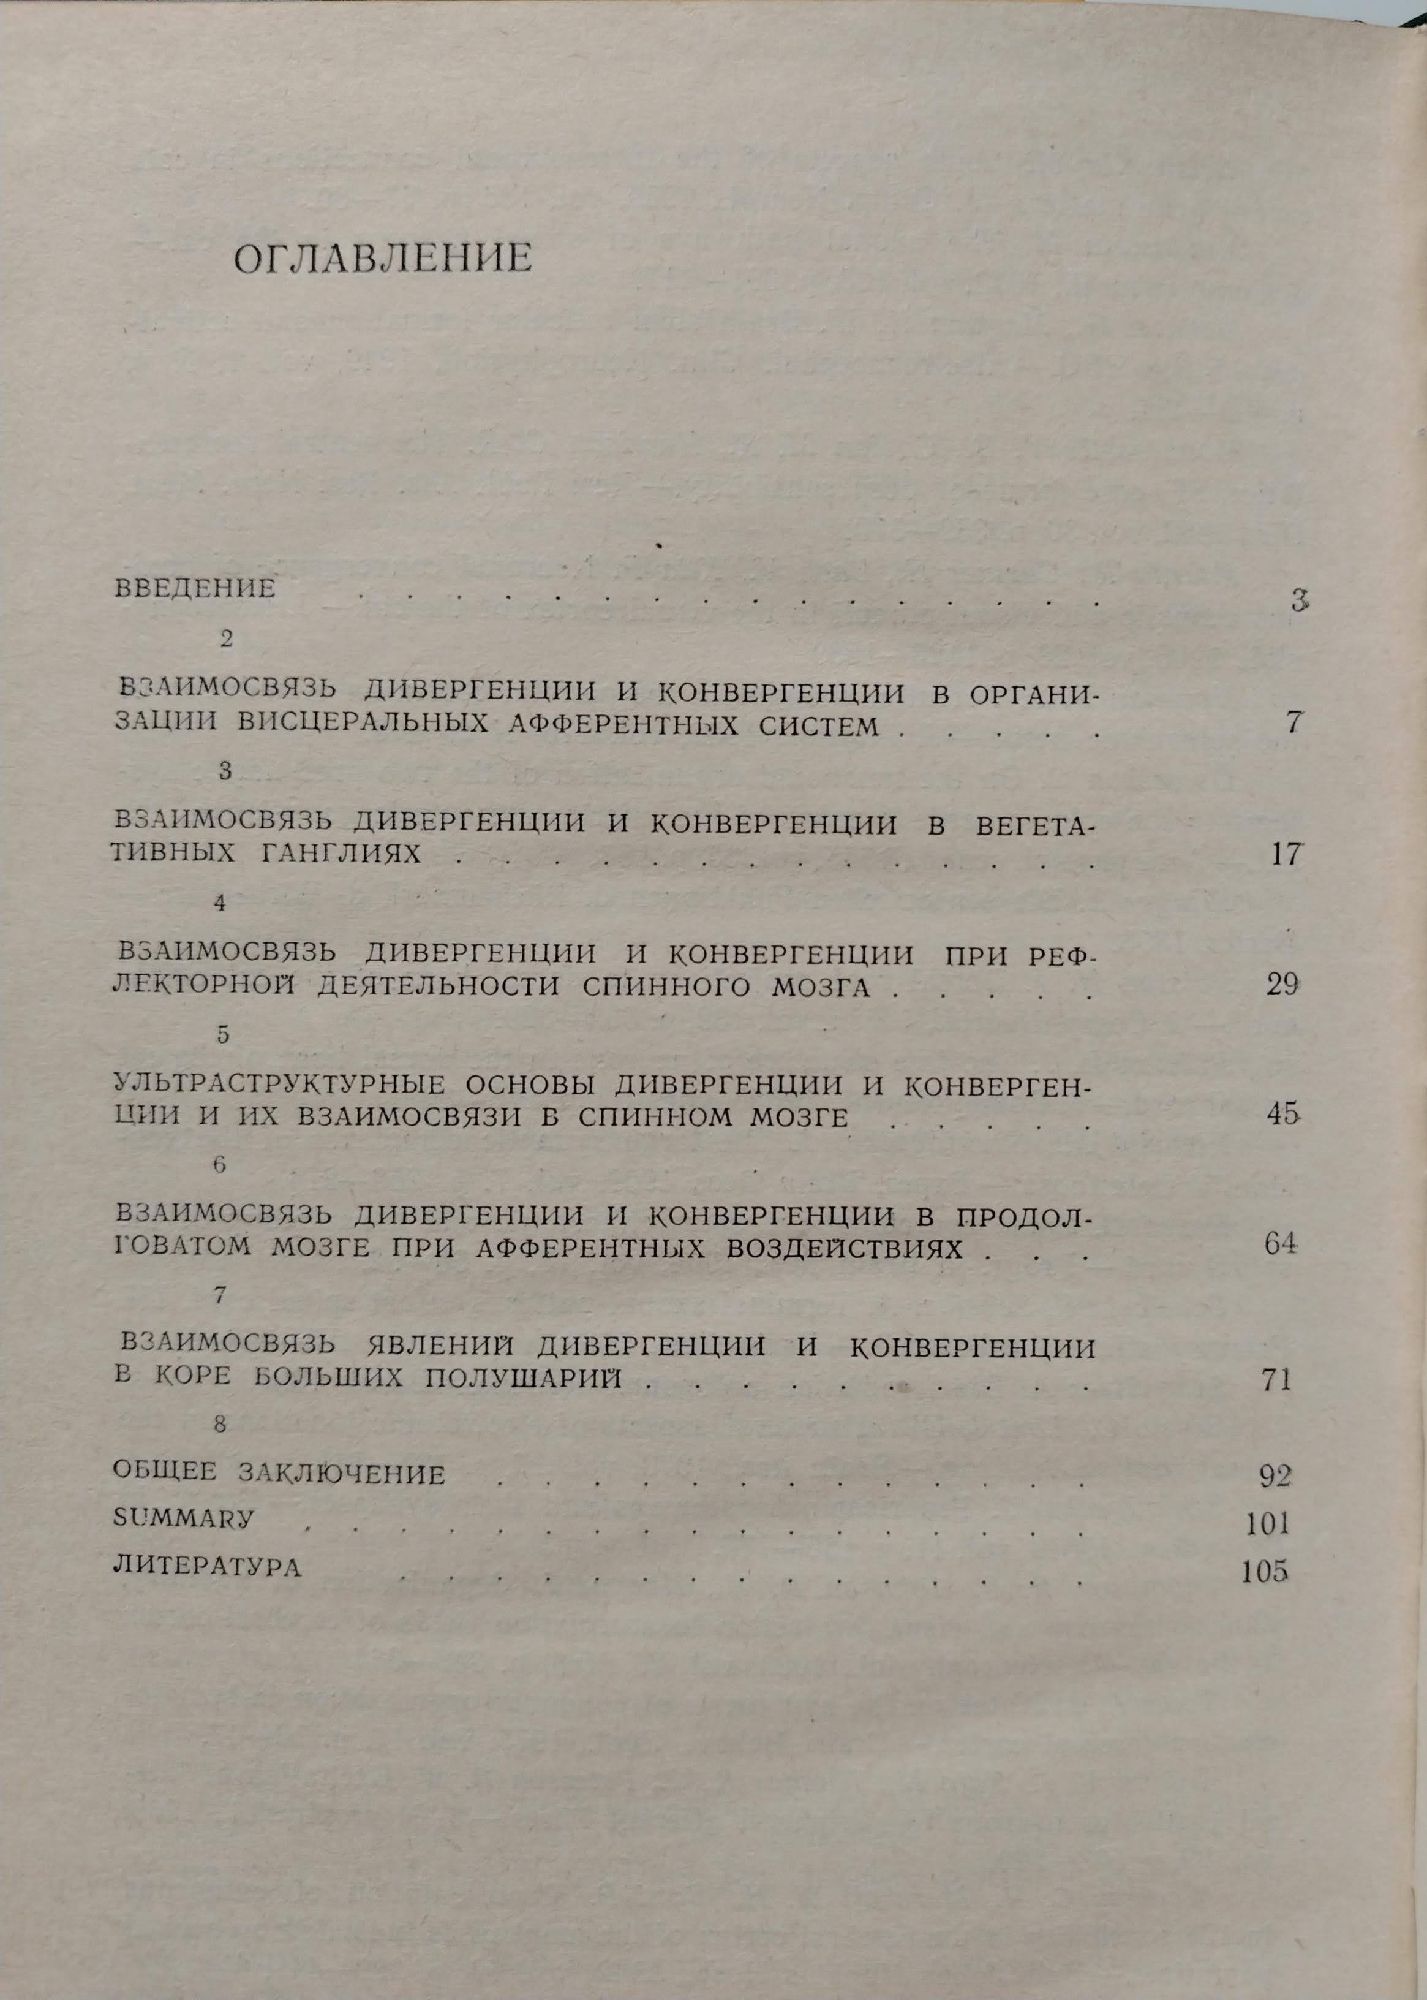 ОГЛАВЛЕНИЕ
ВВЕДЕНИЕ . . . . . . . . . . . . . . . . 3
2
ВЗАИМОСВЯЗЬ ДИВЕРГЕНЦИИ И КОНВЕРГЕНЦИИ В ОРГАНИ-
ЗАЦИИ ВИСЦЕРАЛЬНЫХ АФФЕРЕНТНЫХ СИСТЕМ . . . . . 7
3
ВЗАИМОСВЯЗЬ ДИВЕРГЕНЦИИ И КОНВЕРГЕНЦИИ В ВЕГЕТА-
ТИВНЫХ ГАНГЛИЯХ . . . . . . . . . . . . . . 17
4
ВЗАИМОСВЯЗЬ ДИВЕРГЕНЦИИ И КОНВЕРГЕНЦИИ ПРИ РЕФ-
ЛЕКТОРНОЙ ДЕЯТЕЛЬНОСТИ СПИННОГО МОЗГА . . . . . 29
5
УЛЬТРАСТРУКТУРНЫЕ ОСНОВЫ ДИВЕРГЕНЦИИ И КОНВЕРГЕН-
ЦИИ И ИХ ВЗАИМОСВЯЗИ В СПИННОМ МОЗГЕ . . . . . 45
6
ВЗАИМОСВЯЗЬ ДИВЕРГЕНЦИИ И КОНВЕРГЕНЦИИ В ПРОДОЛ-
ГОВАТОМ МОЗГЕ ПРИ АФФЕРЕНТНЫХ ВОЗДЕЙСТВИЯХ . . . 64
7
ВЗАИМОСВЯЗЬ ЯВЛЕНИЙ ДИВЕРГЕНЦИИ И КОНВЕРГЕНЦИИ
В КОРЕ БОЛЬШИХ ПОЛУШАРИЙ . . . . . . . . . . 71
8
ОБЩЕЕ ЗАКЛЮЧЕНИЕ . . . . . . . . . . . . . 92
SUMMARY . . . . . . . . . . . . . . . . . 101
ЛИТЕРАТУРА . . . . . . . . . . . . . . . 105